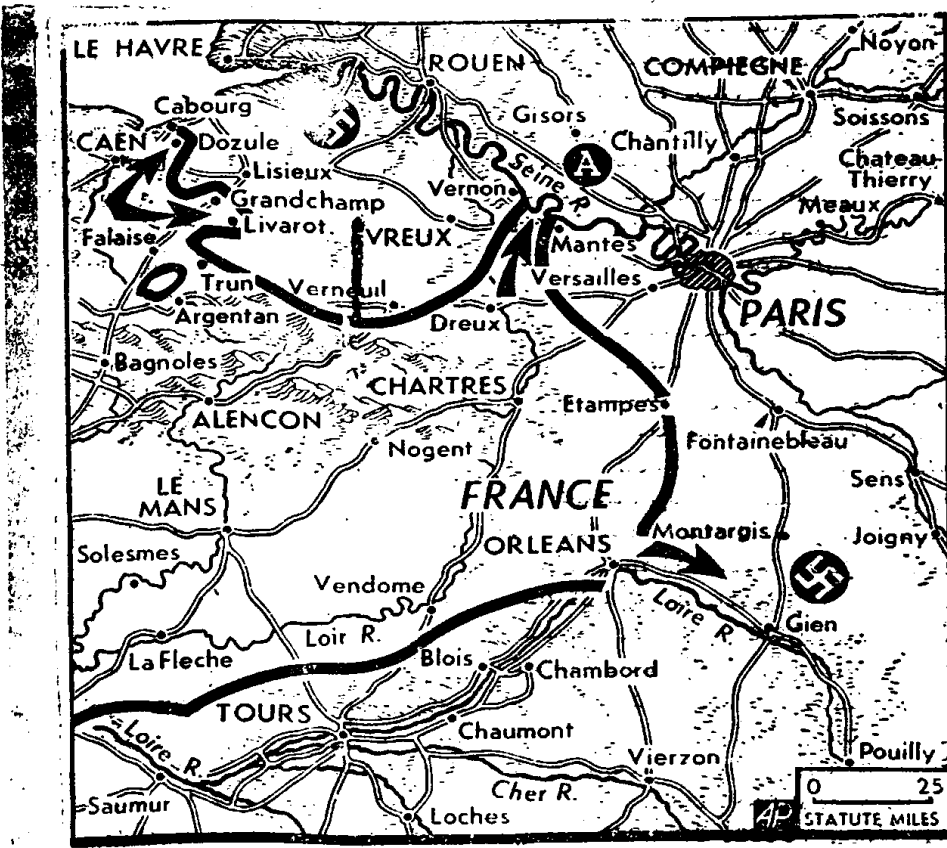 LE HAVRE
ROUEN
COMPIEGNE
Noyon
Cabourg
Gisors
Soissons
CAEN
Dozule
A
Chantilly
Chateau-
Thierry
Lisieux
Seine R.
Vernon
Grandchamp
Meaux
Livarot
VREUX
Falaise
Mantes
Trun
Verneuil
Versailles
Argentan
Dreux
PARIS
Bagnoles
CHARTRES
Etampes
ALENCON
Fontainebleau
Nogent
LE
MANS
FRANCE
Sens
ORLEANS
Montargis
Joigny
Solesmes
Vendome
Loire R.
Gien
Loir R.
La Fleche
Blois
Chambord
TOURS
Chaumont
Loire R.
Vierzon
Pouilly
Cher R.
Saumur
Loches
0 25
AP
STATUTE MILES